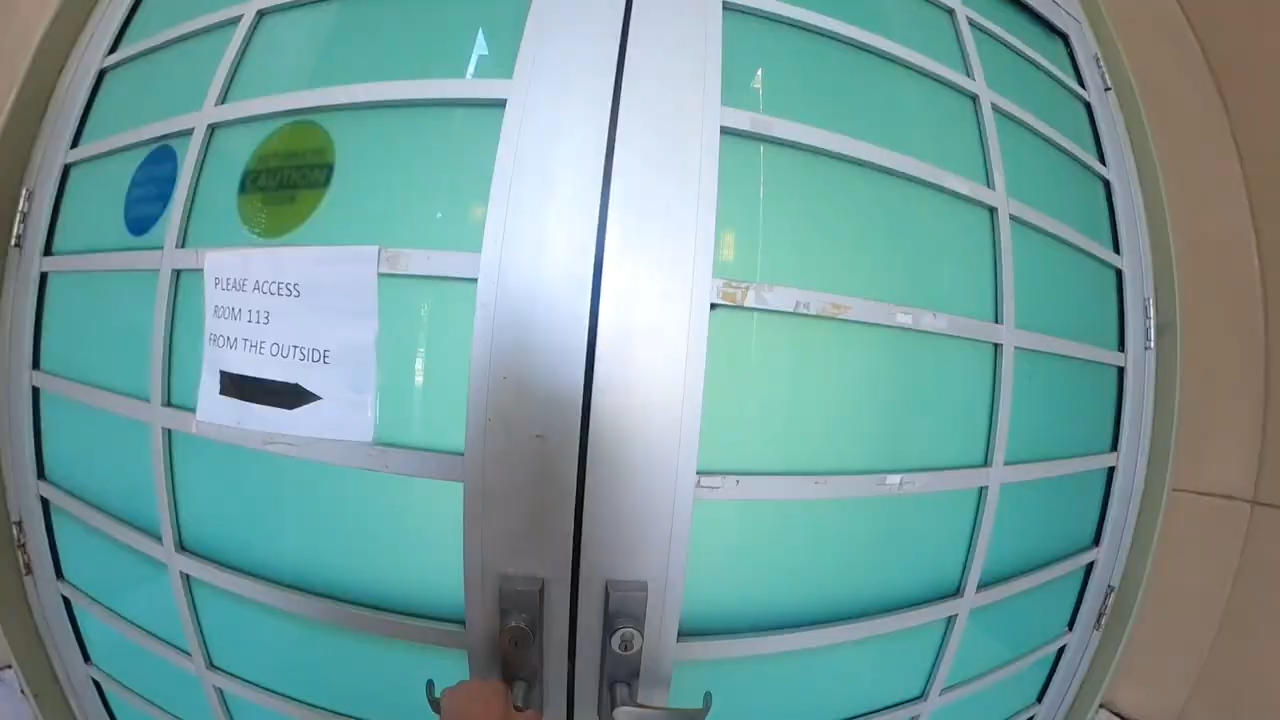 CAUTION
PLEASE ACCESS
ROOM 113
FROM THE OUTSIDE